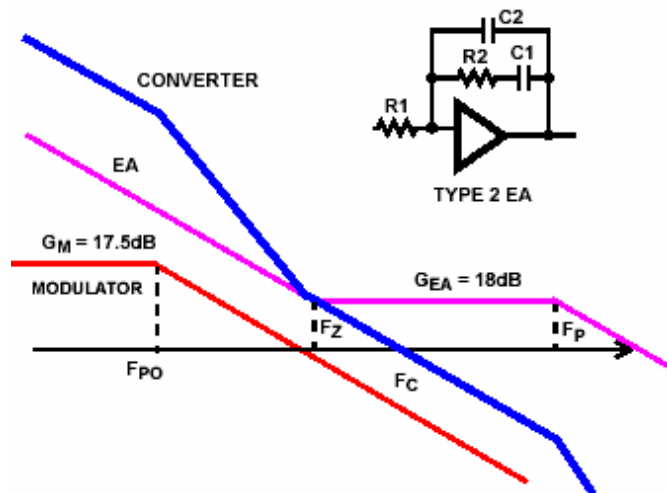 C2
CONVERTER
C1
R2
R1
EA
TYPE 2 EA
GM = 17.5dB
GEA = 18dB
MODULATOR
FZ
FP
FPO
FC